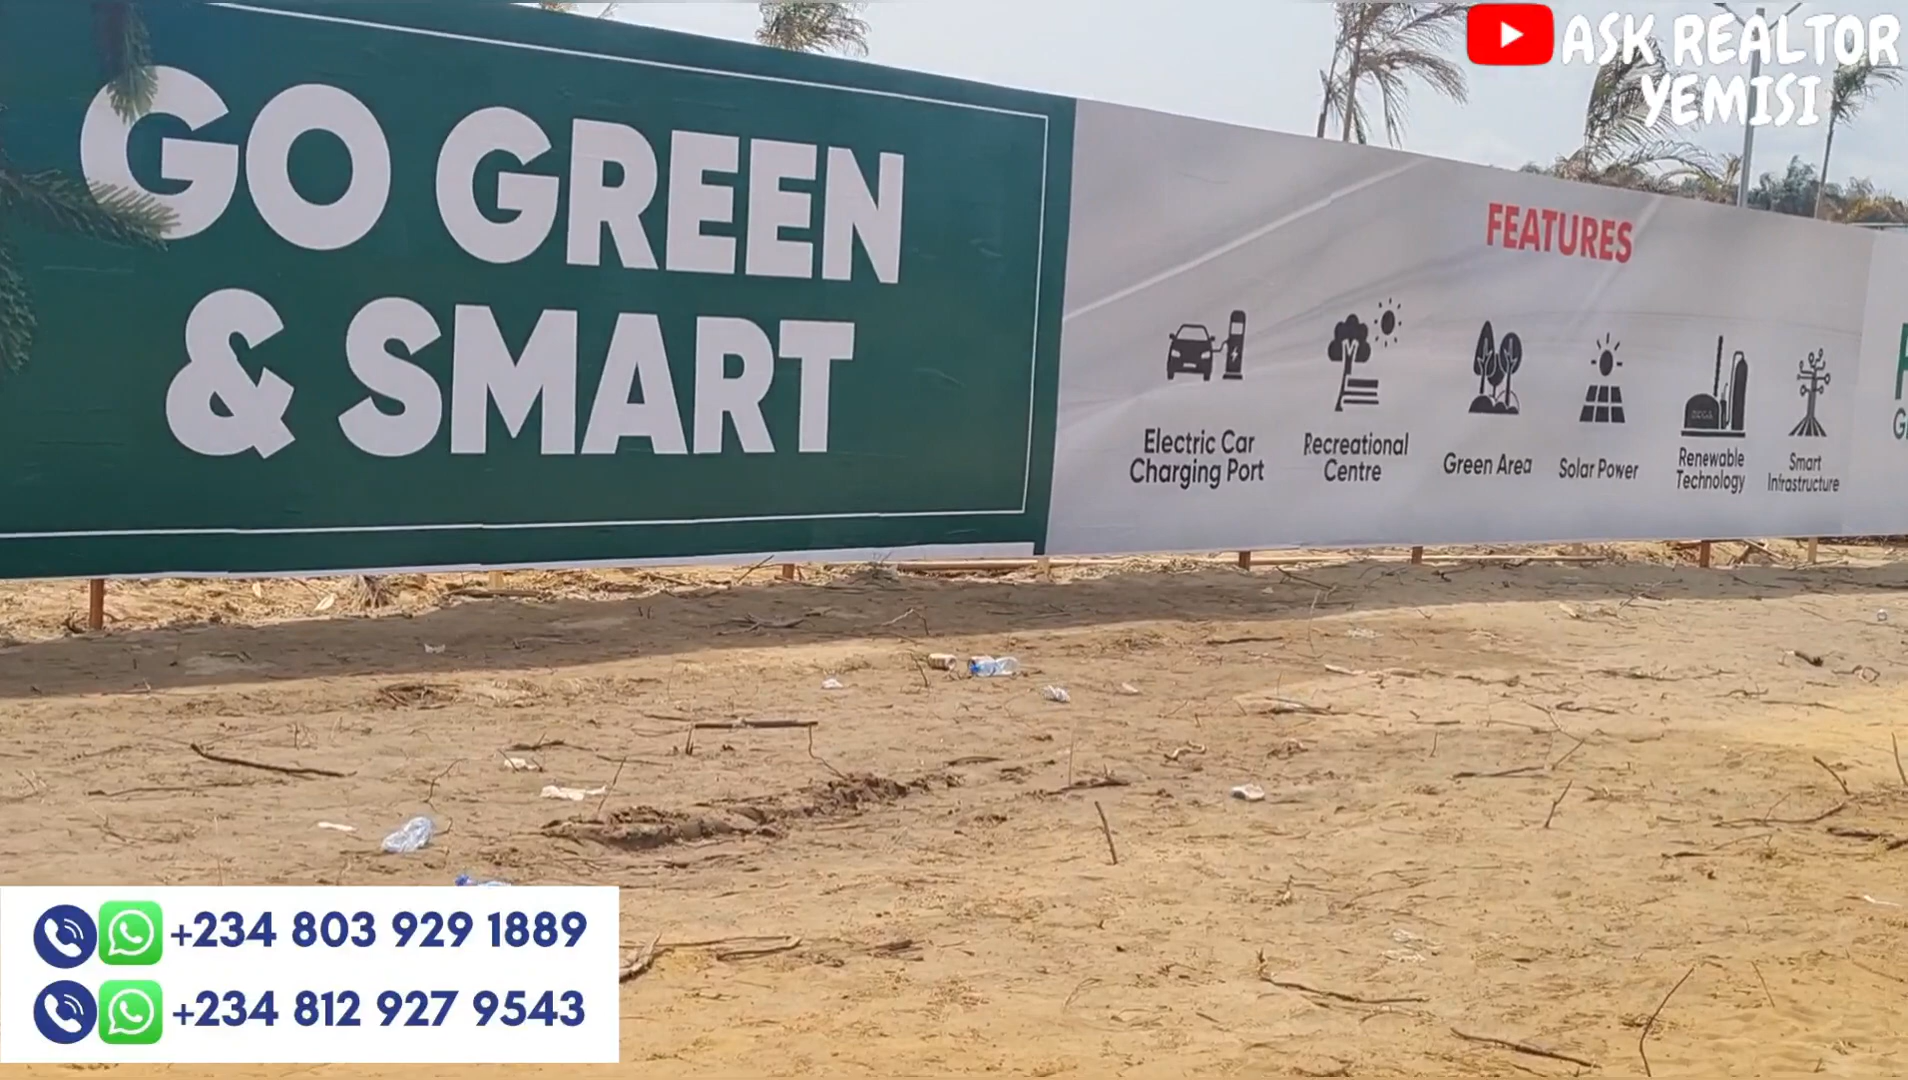 GO GREEN
& SMART
FEATURES
Electric Car
Charging Port
Recreational
Centre
Green Area
Solar Power
Renewable
Technology
Smart
Infrastructure
ASK REALTOR
YEMISI
+234 803 929 1889
+234 812 927 9543